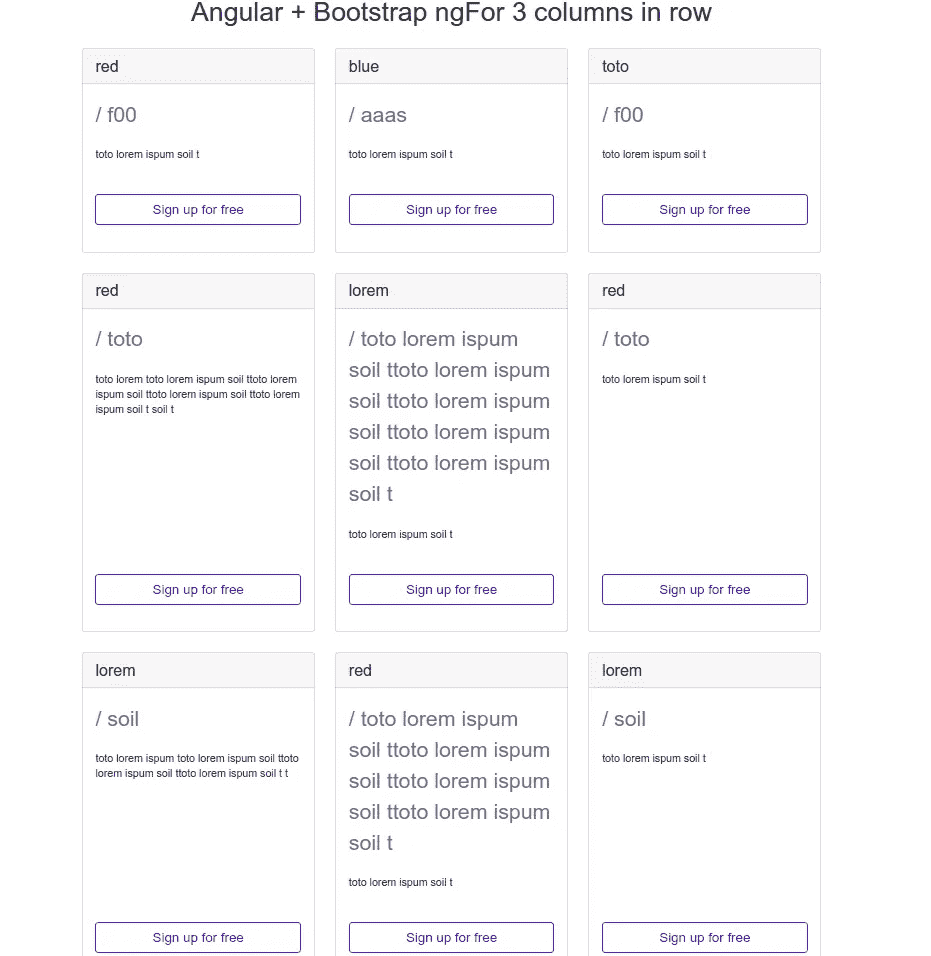 Angular + Bootstrap ngFor 3 columns in row
red
/ f00
toto lorem ispum soil t
Sign up for free
blue
/ aaas
toto lorem ispum soil t
Sign up for free
toto
/ f00
toto lorem ispum soil t
Sign up for free
red
/ toto
toto lorem toto lorem ispum soil ttoto lorem
ispum soil ttoto lorem ispum soil ttoto lorem
ispum soil t soil t
Sign up for free
lorem
/ toto lorem ispum
soil ttoto lorem ispum
soil ttoto lorem ispum
soil ttoto lorem ispum
soil ttoto lorem ispum
soil t
toto lorem ispum soil t
Sign up for free
red
/ toto
toto lorem ispum soil t
Sign up for free
lorem
/ soil
toto lorem ispum toto lorem ispum soil ttoto
lorem ispum soil ttoto lorem ispum soil t t
Sign up for free
red
/ toto lorem ispum
soil ttoto lorem ispum
soil ttoto lorem ispum
soil ttoto lorem ispum
soil t
toto lorem ispum soil t
Sign up for free
lorem
/ soil
toto lorem ispum soil t
Sign up for free